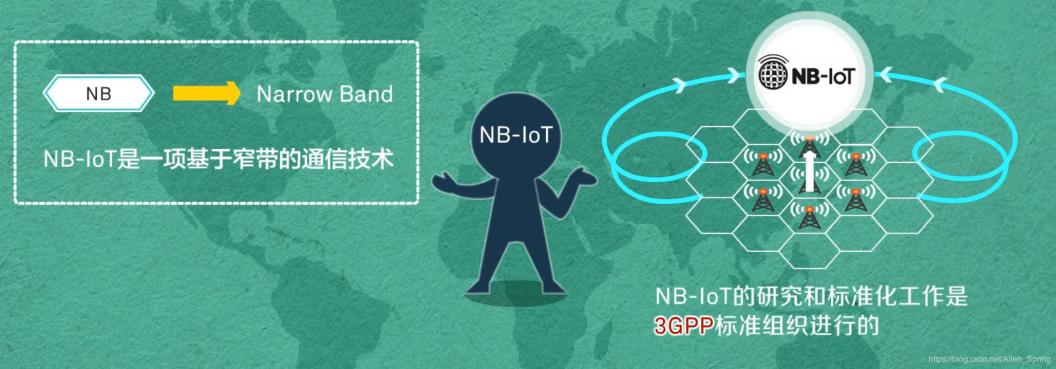 NB
Narrow Band
NB-IoT是一项基于窄带的通信技术
NB-IoT
NB-IoT
NB-IoT的研究和标准化工作是
3GPP标准组织进行的
https://blog.csdn.net/Allen_Spring